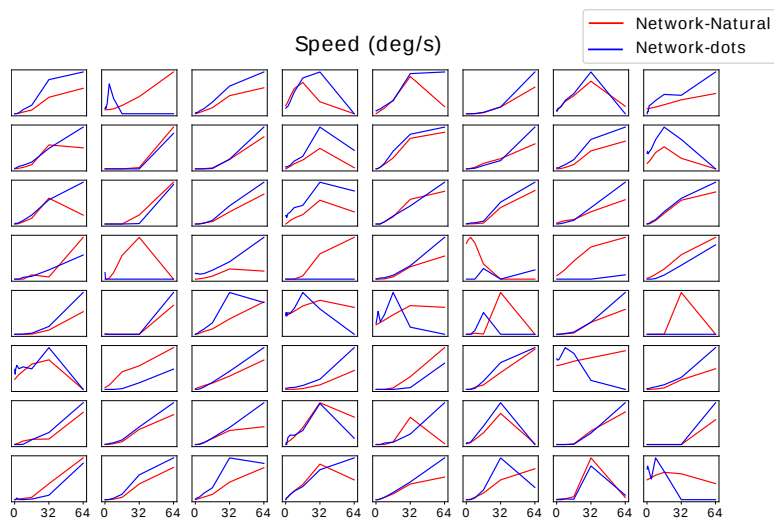 Network-Natural
Network-dots
Speed (deg/s)
0 32 64 0 32 64 0 32 64 0 32 64 0 32 64 0 32 64 0 32 64 0 32 64